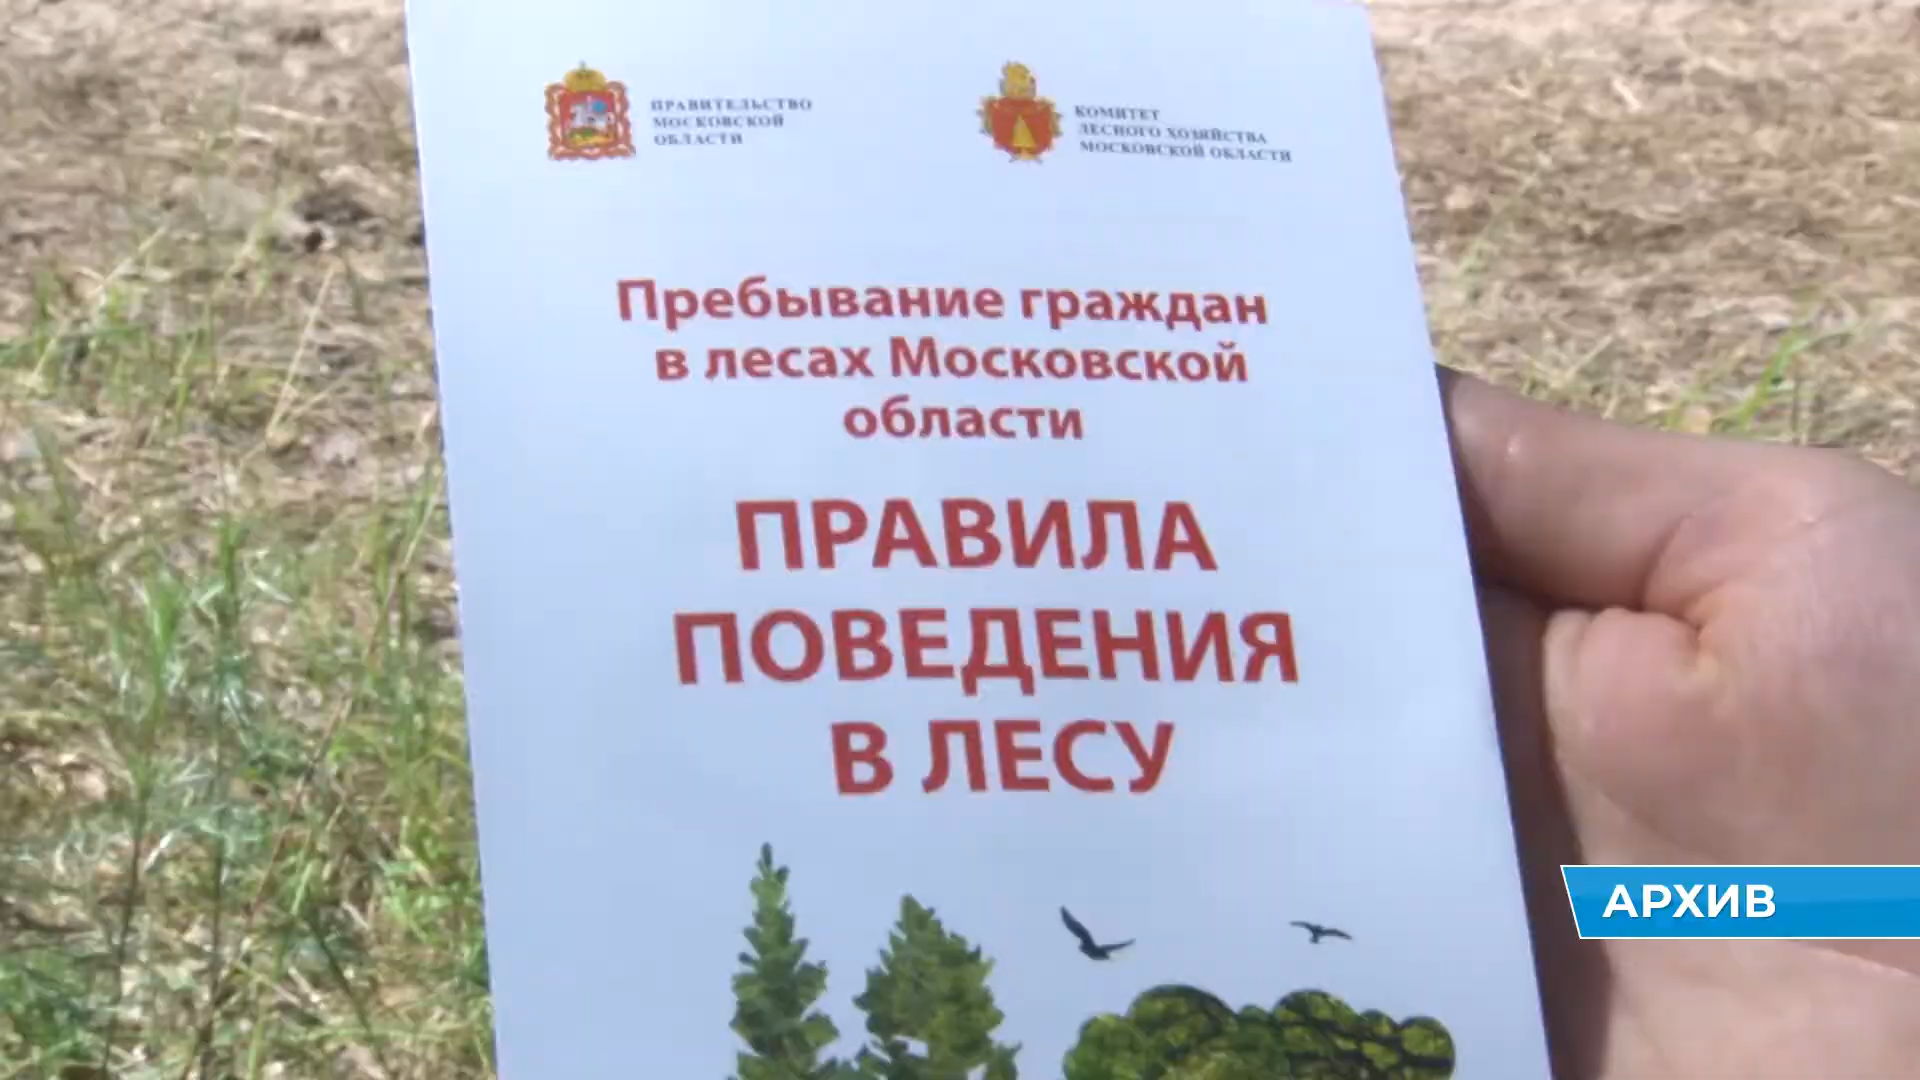 ПРАВИТЕЛЬСТВО
МОСКОВСКОЙ
ОБЛАСТИ
КОМИТЕТ
ЛЕСНОГО ХОЗЯЙСТВА
МОСКОВСКОЙ ОБЛАСТИ
Пребывание граждан
в лесах Московской
области
ПРАВИЛА
ПОВЕДЕНИЯ
В ЛЕСУ
АРХИВ